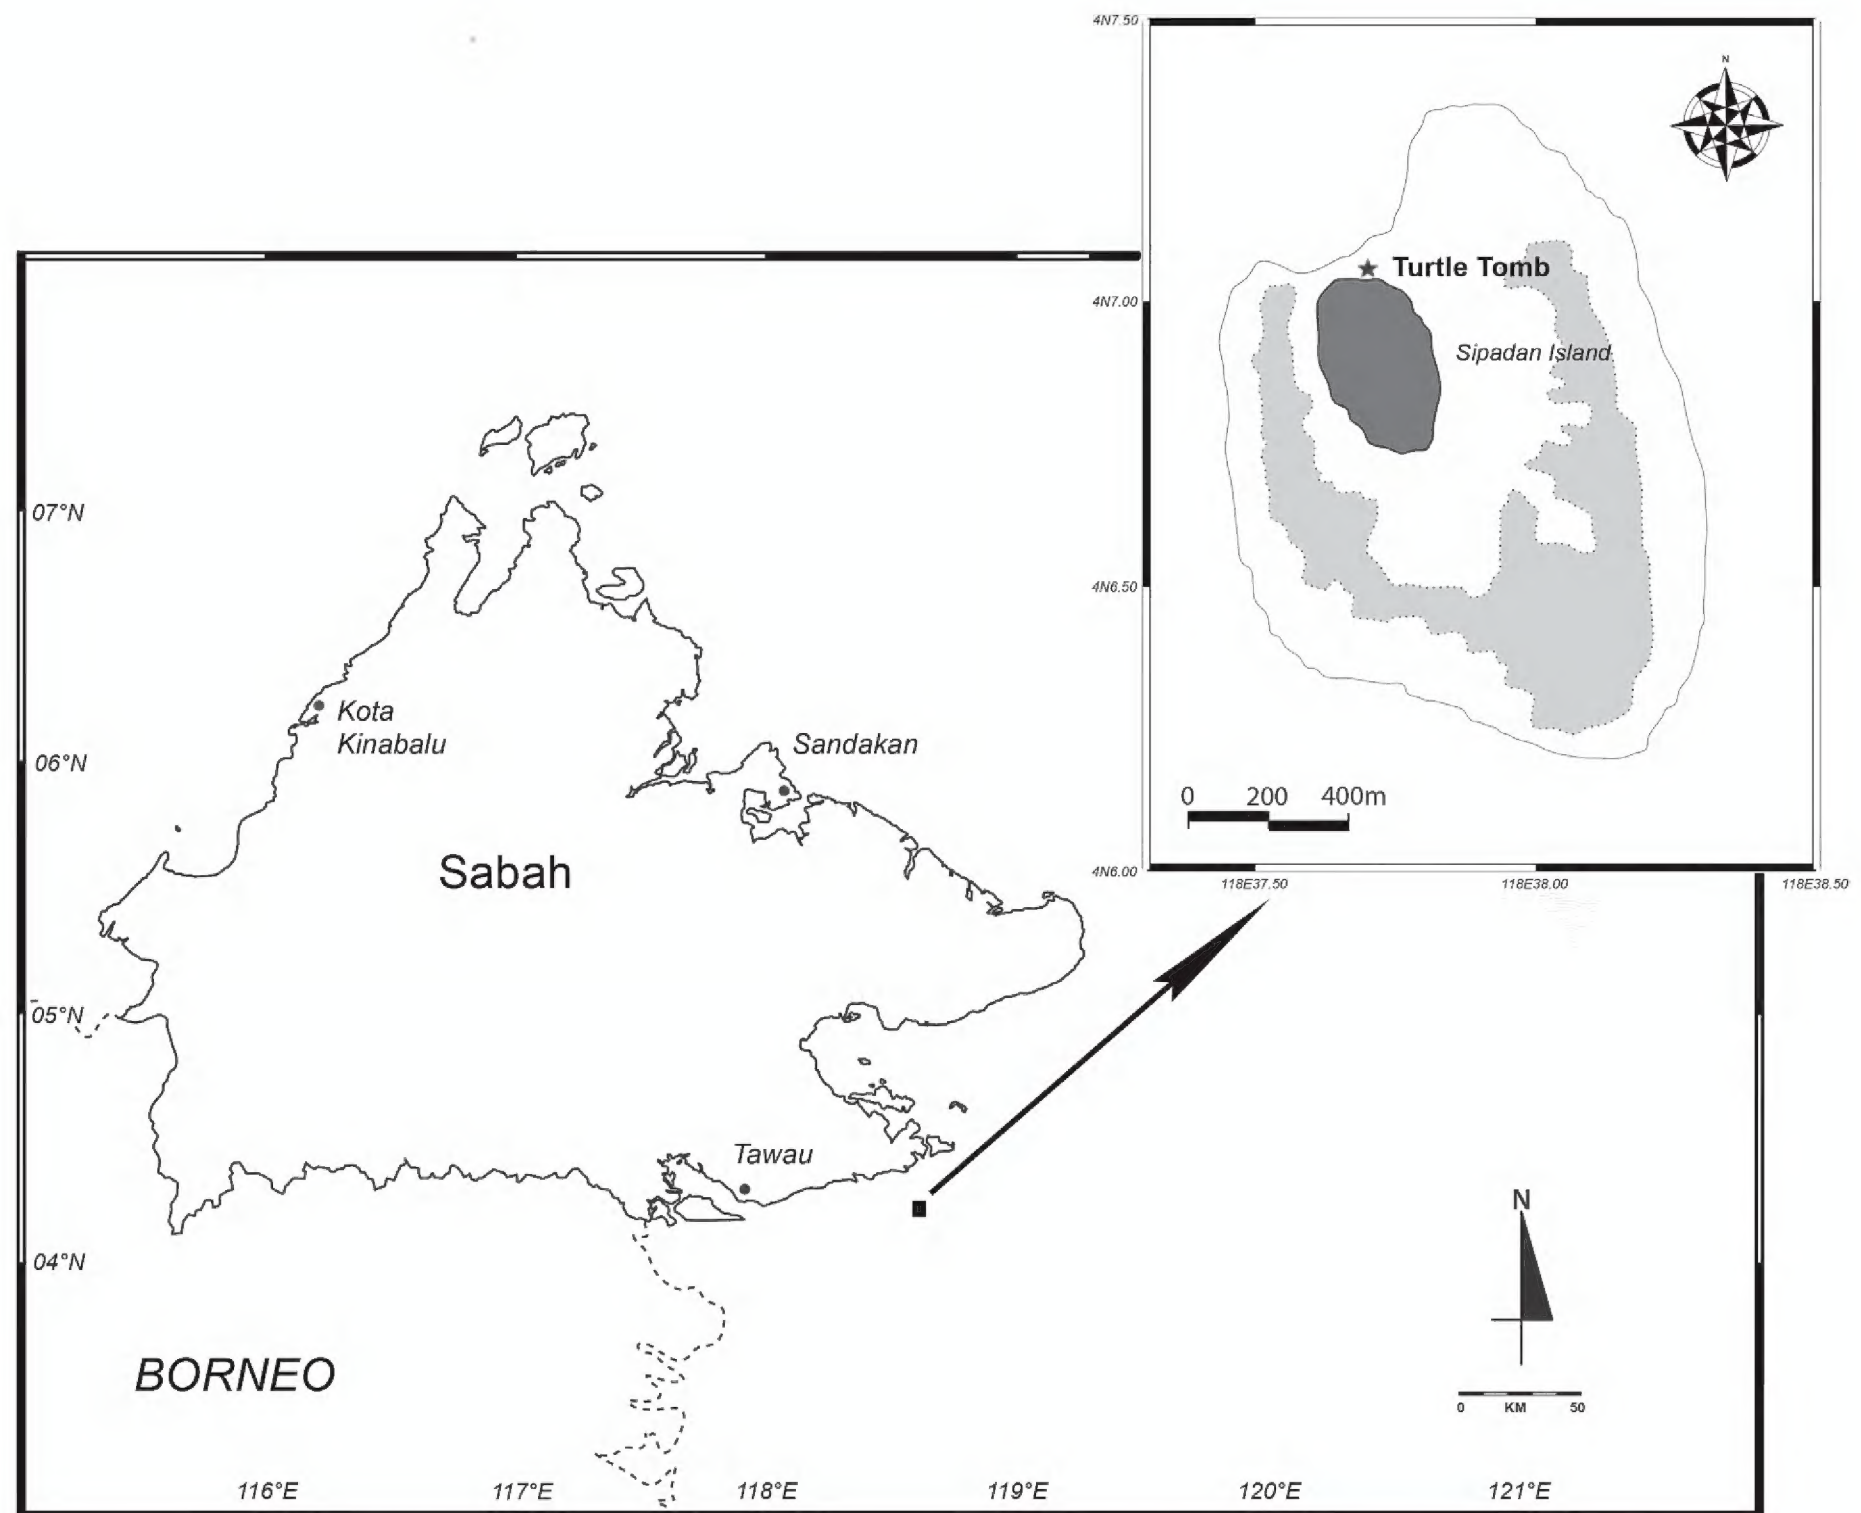 4N7.50
N
Turtle Tomb
4N7.00
Sipadan Island
4N6.50
0 200 400m
4N6.00
118E37.50 118E38.00 118E38.50
07°N
Kota
Kinabalu
Sandakan
06°N
Sabah
05°N
Tawau
N
04°N
BORNEO
0 KM 50
116°E 117°E 118°E 119°E 120°E 121°E